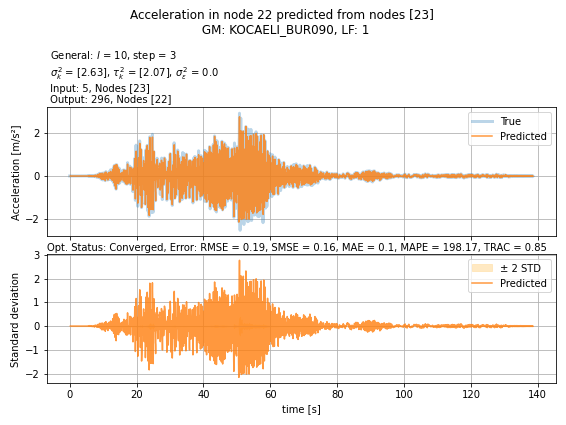 Acceleration in node 22 predicted from nodes [23]
GM: KOCAELI_BUR090, LF: 1
General: l = 10, step = 3
σ²ₖ = [2.63], τ²ₖ = [2.07], σ²_ε = 0.0
Input: 5, Nodes [23]
Output: 296, Nodes [22]
True
Predicted
Acceleration [m/s²]
2
0
−2
Opt. Status: Converged, Error: RMSE = 0.19, SMSE = 0.16, MAE = 0.1, MAPE = 198.17, TRAC = 0.85
± 2 STD
Predicted
Standard deviation
3
2
1
0
−1
−2
0 20 40 60 80 100 120 140
time [s]